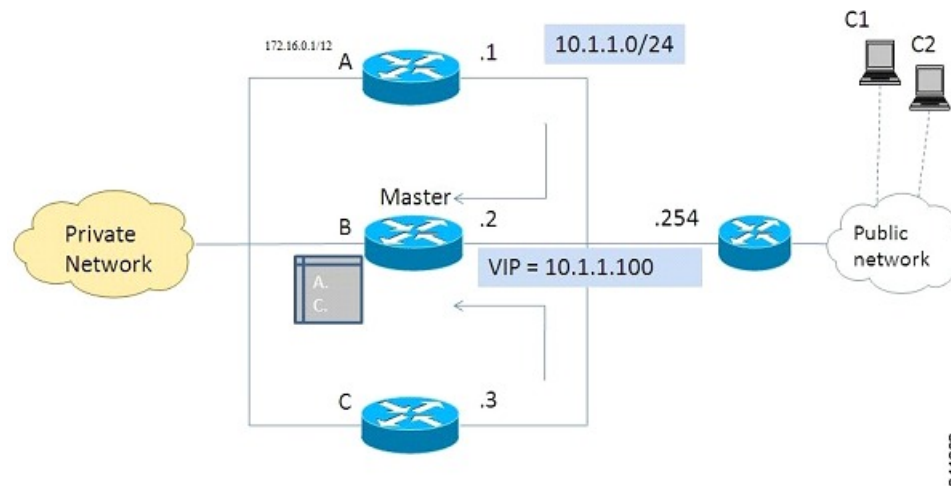 C1
C2
172.16.0.1/12
A
.1
10.1.1.0/24
Master
B
.2
.254
Private
Network
Public
network
VIP = 10.1.1.100
A.
C.
C
.3